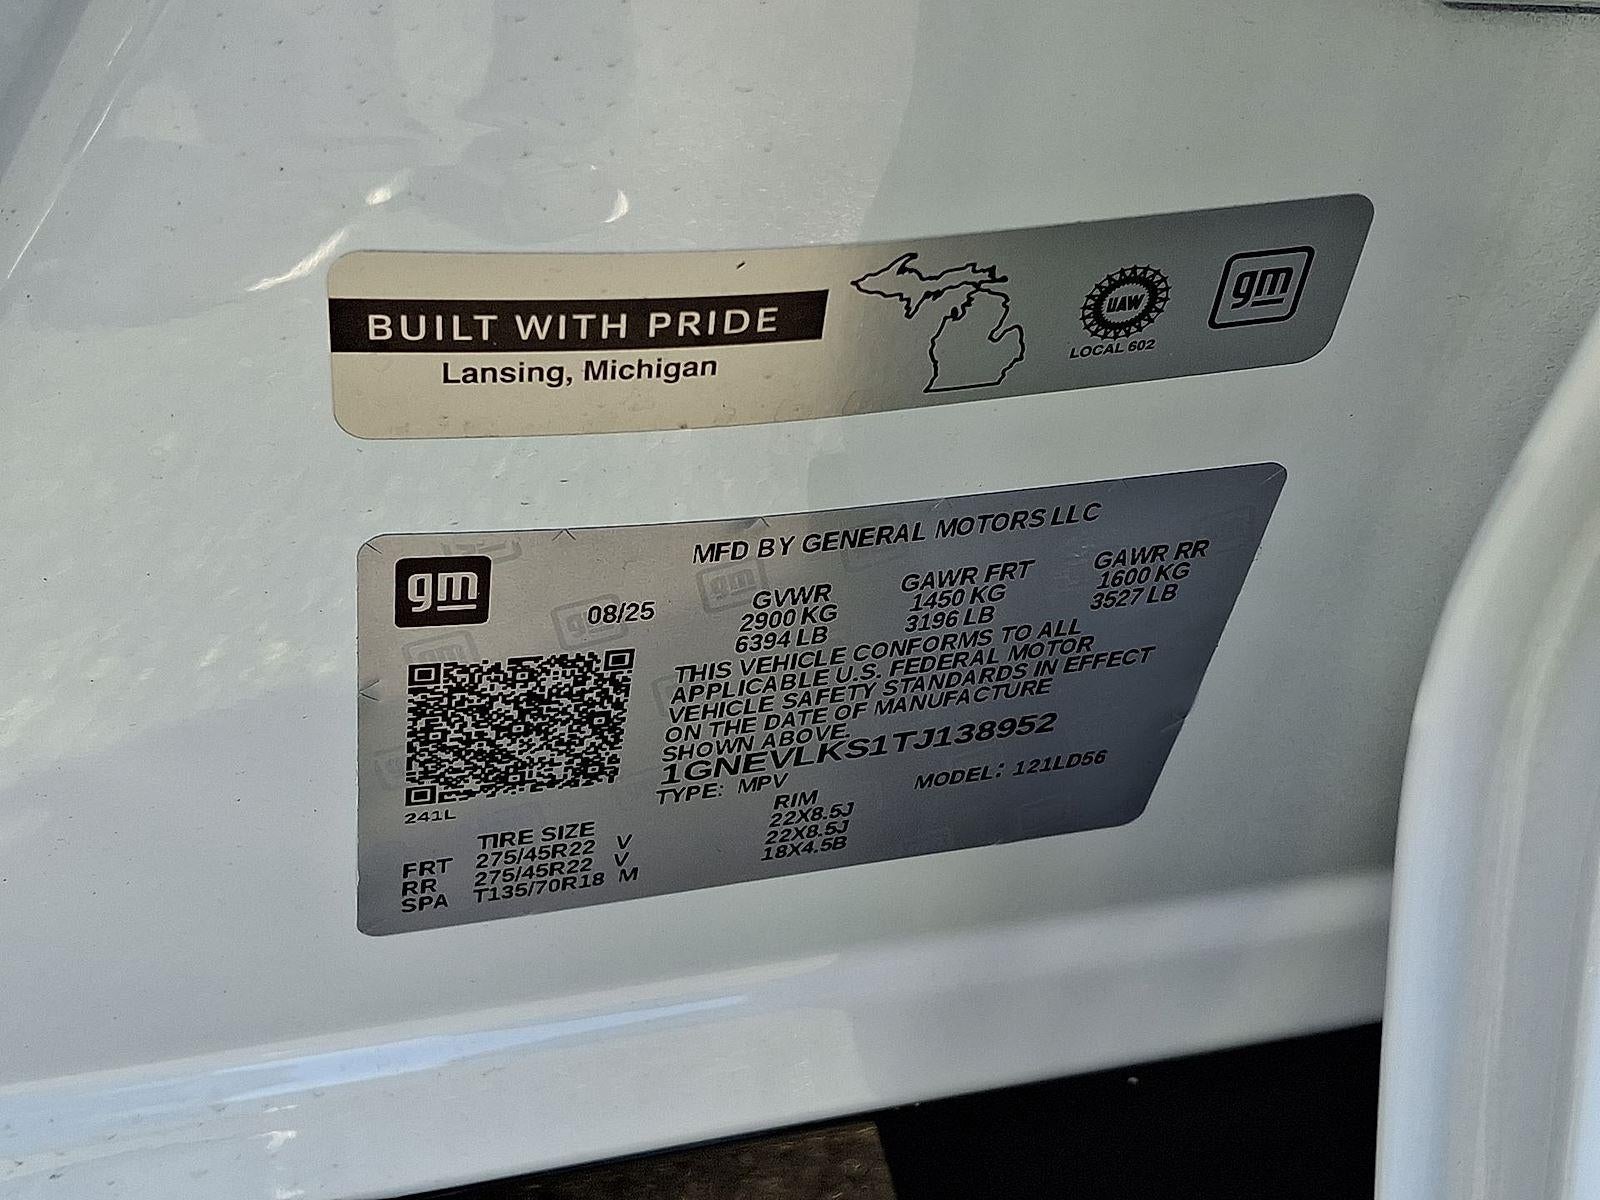 BUILT WITH PRIDE
Lansing, Michigan
UAW
LOCAL 602
gm
gm
08/25
MFD BY GENERAL MOTORS LLC
GVWR GAWR FRT GAWR RR
2900 KG 1450 KG 1600 KG
6394 LB 3196 LB 3527 LB
THIS VEHICLE CONFORMS TO ALL
APPLICABLE U.S. FEDERAL MOTOR
VEHICLE SAFETY STANDARDS IN EFFECT
ON THE DATE OF MANUFACTURE
SHOWN ABOVE.
1GNEVLKS1TJ138952
TYPE: MPV MODEL: 121LD56
241L
TIRE SIZE RIM
FRT 275/45R22 V 22X8.5J
RR 275/45R22 V 22X8.5J
SPA T135/70R18 M 18X4.5B